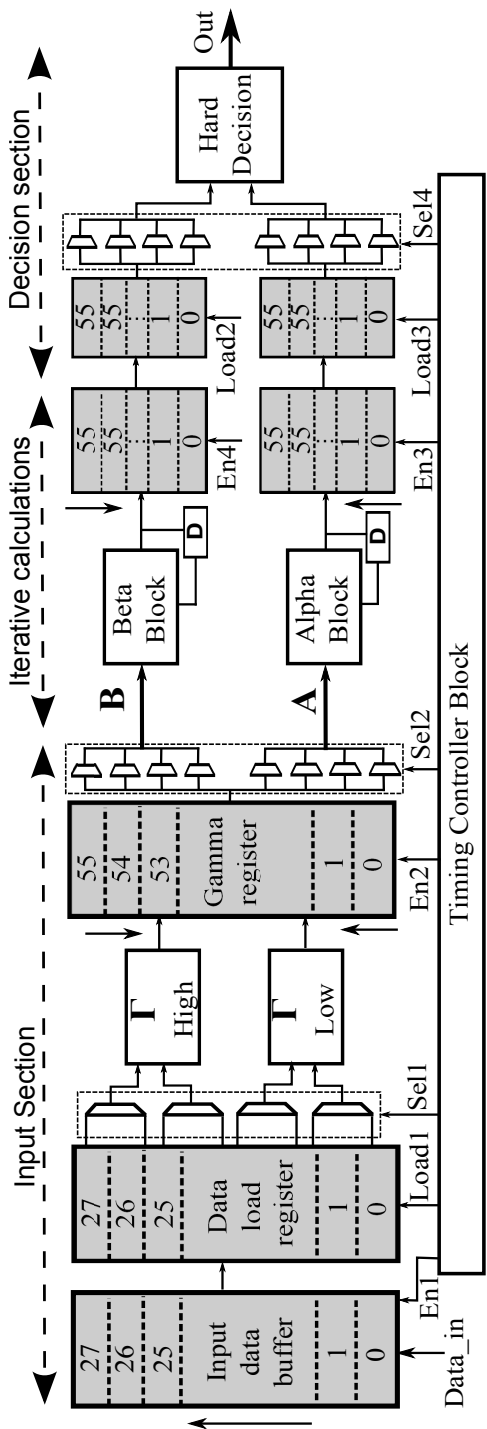 Input Section
Iterative calculations
Decision section
27
26
25
Input
data
buffer
1
0
Data_in
En1
27
26
25
Data
load
register
1
0
Load1
Sel1
Γ
High
Γ
Low
55
54
53
Gamma
register
1
0
En2
Sel2
B
A
Beta
Block
D
Alpha
Block
D
55
55
...
1
0
En4
55
55
...
1
0
En3
55
55
...
1
0
Load2
55
55
...
1
0
Load3
Sel4
Hard
Decision
Out
Timing Controller Block